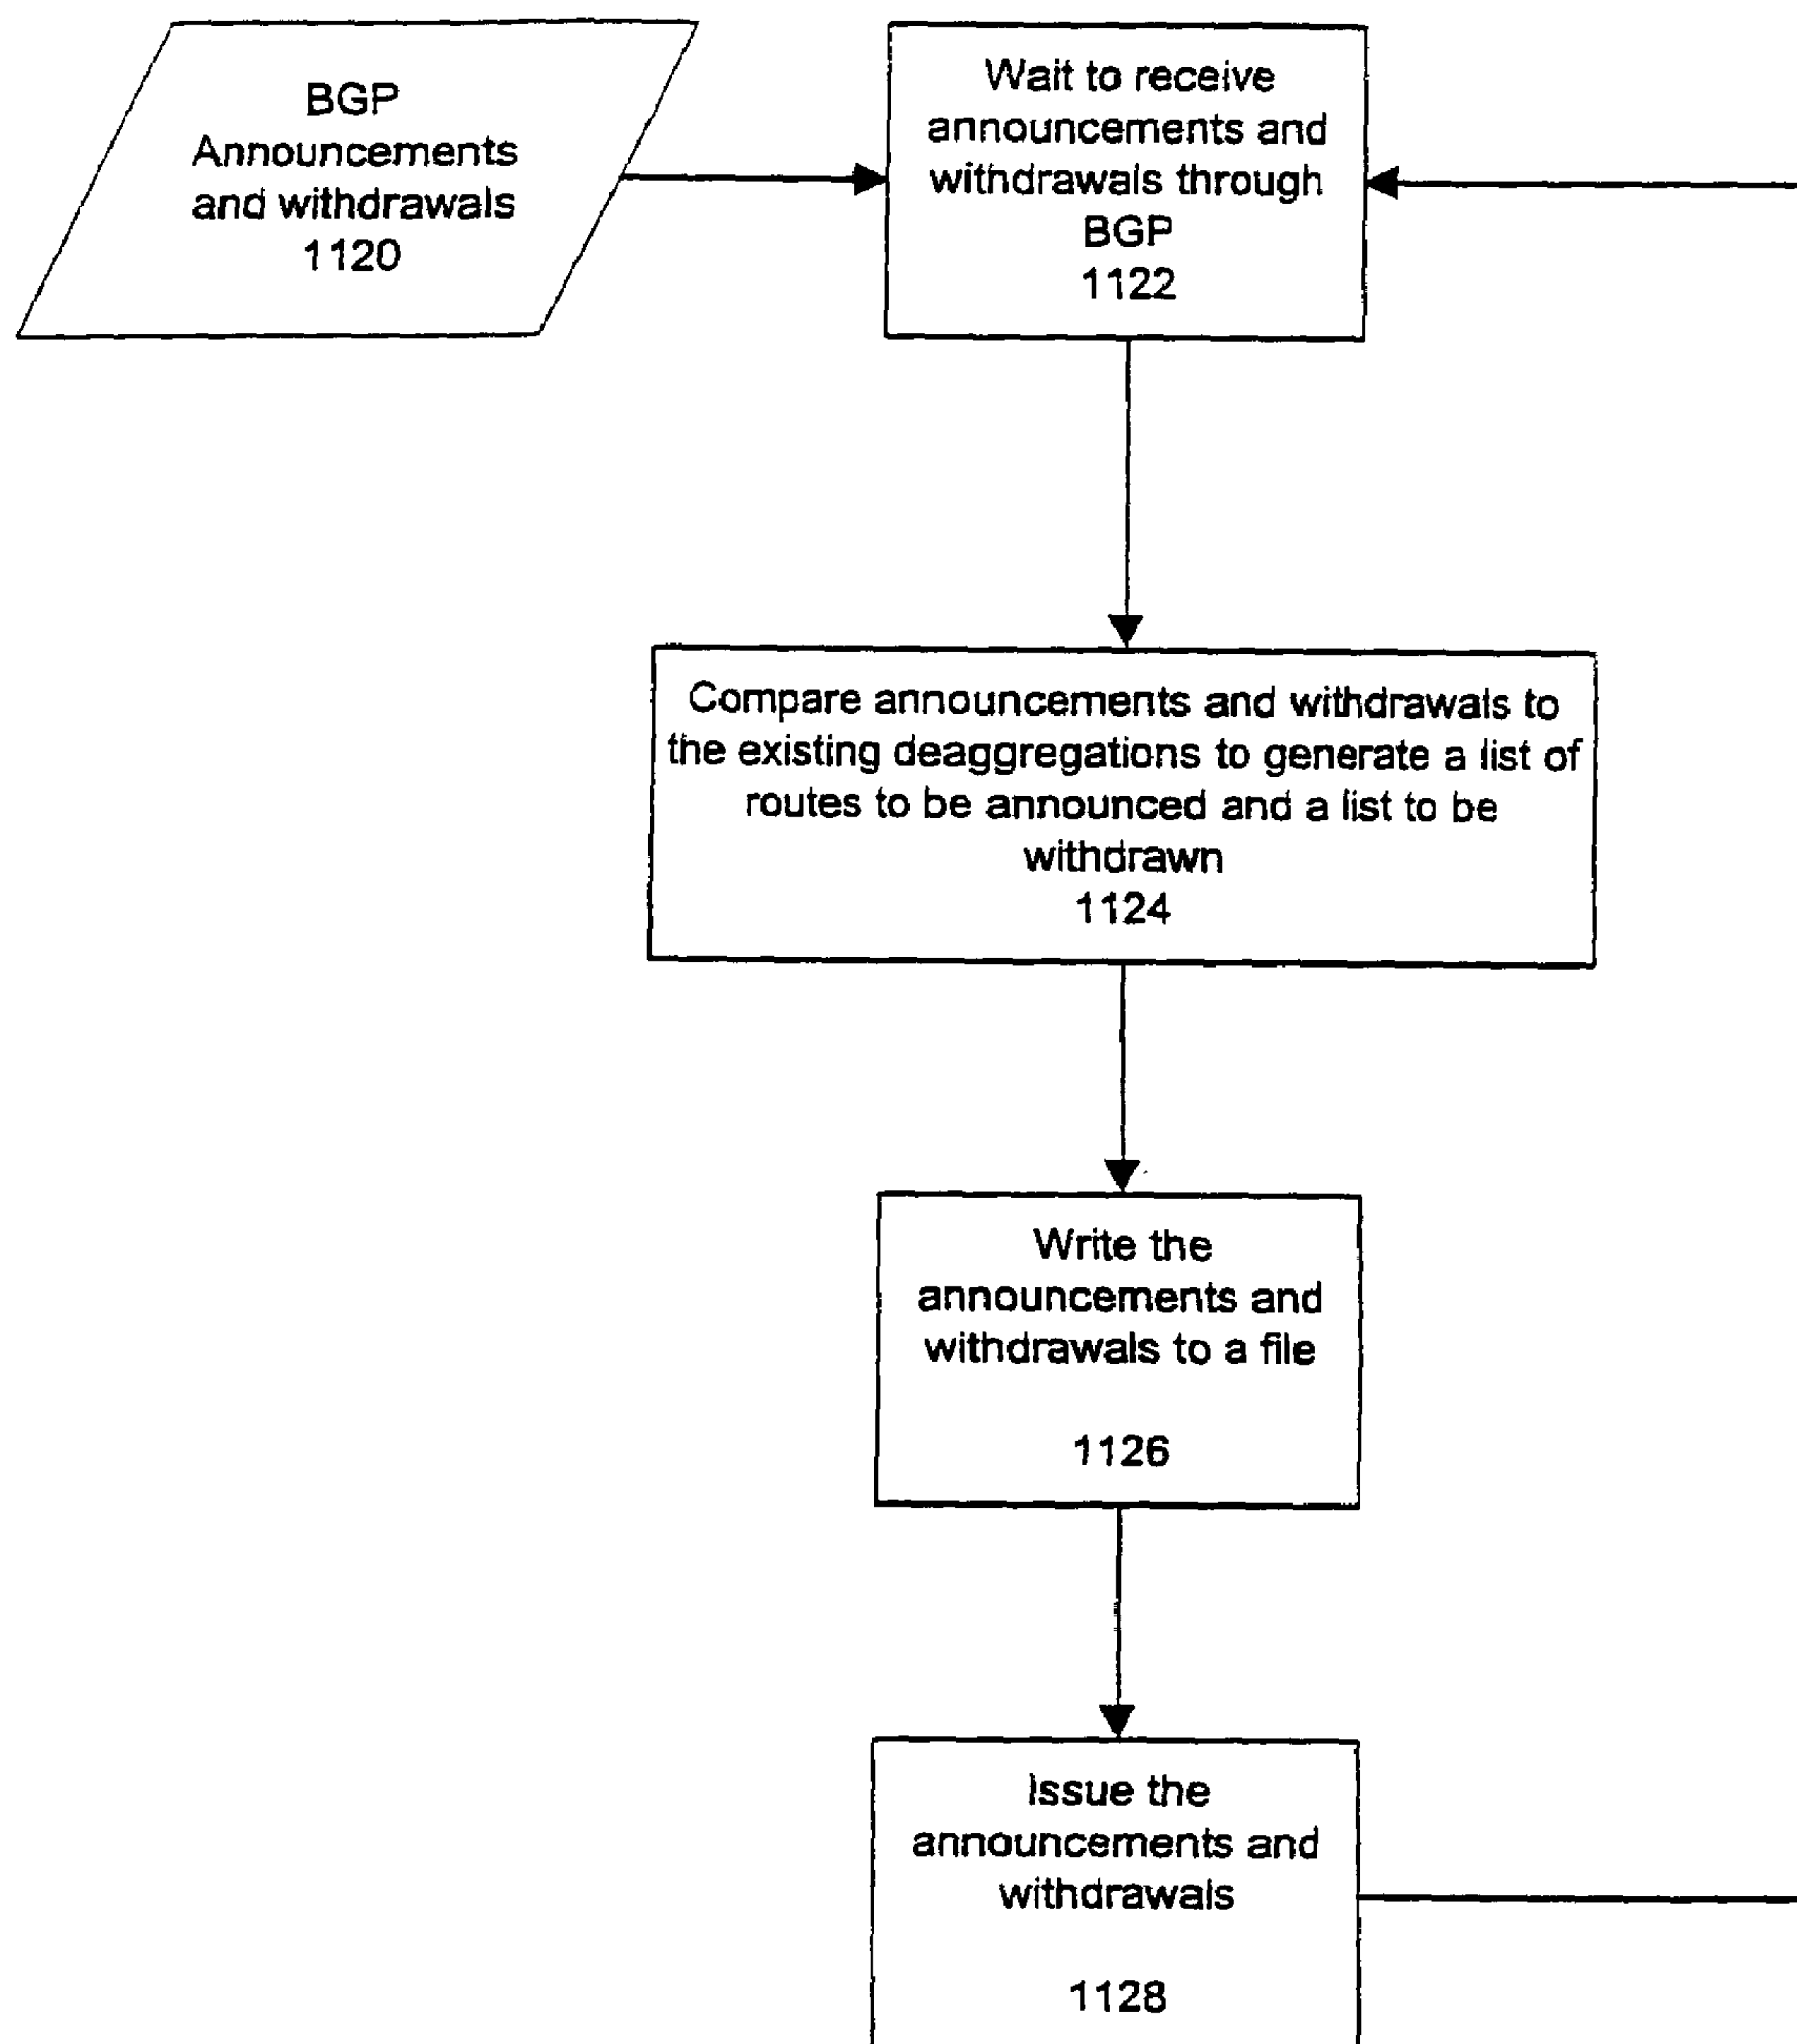 BGP
Announcements
and withdrawals
1120
Wait to receive
announcements and
withdrawals through
BGP
1122
Compare announcements and withdrawals to
the existing deaggregations to generate a list of
routes to be announced and a list to be
withdrawn
1124
Write the
announcements and
withdrawals to a file
1126
Issue the
announcements and
withdrawals
1128